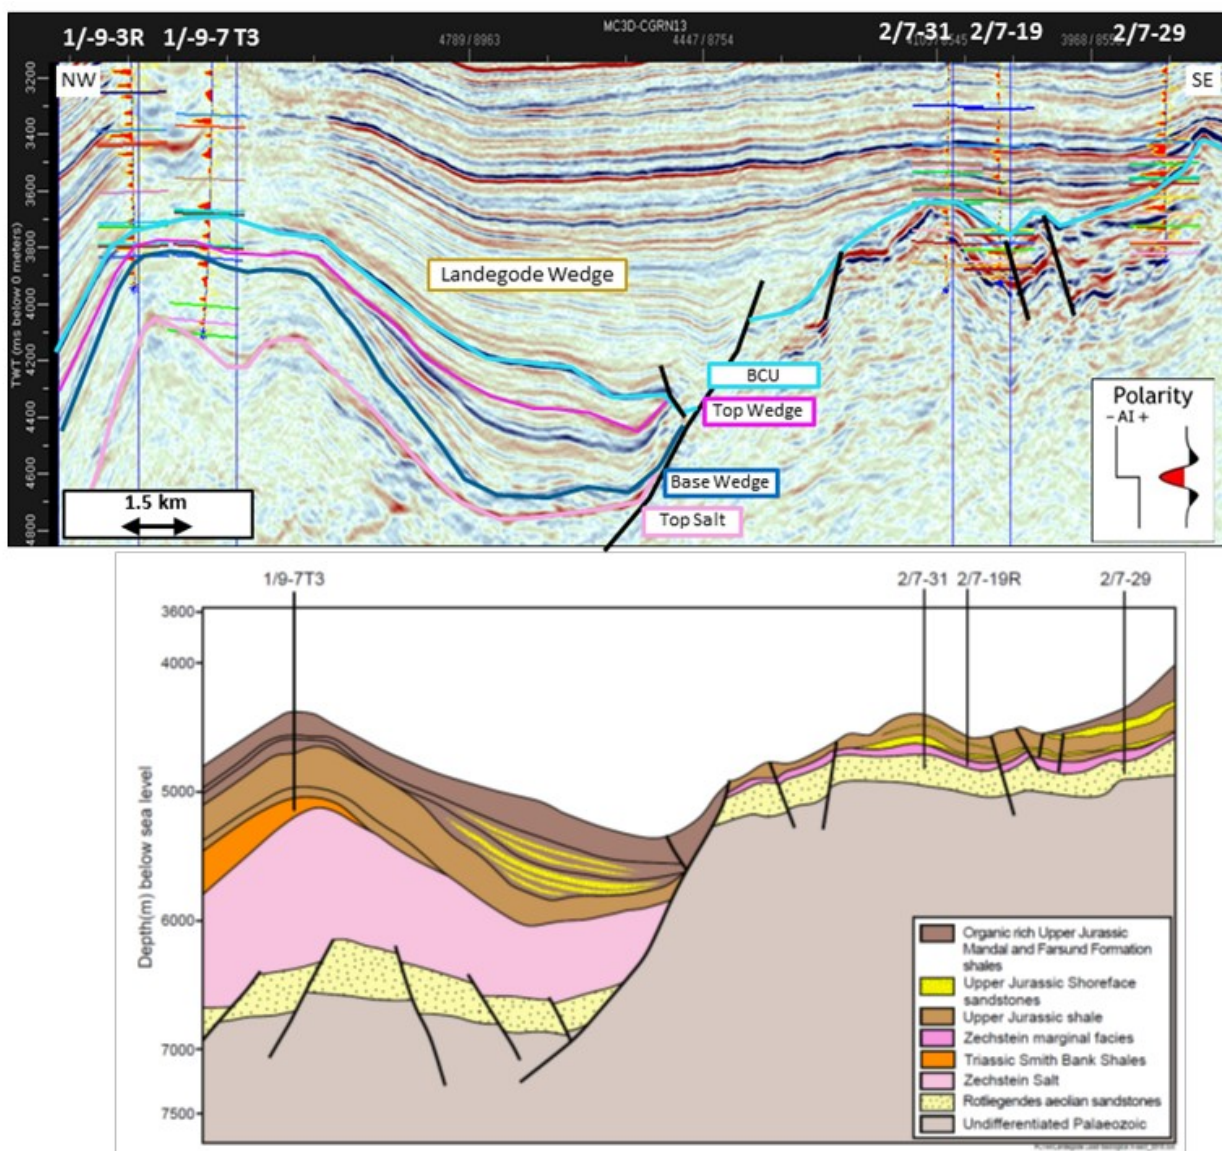 MC3D-CGRN13
1/-9-3R 1/-9-7 T3 2/7-31 2/7-19 2/7-29
4789 / 8963 4447 / 8754
NW SE
TWT (ms below 0 meters)
3200
3400
3600
3800
4000
4200
4400
4600
4800
Landegode Wedge
BCU
Top Wedge
Base Wedge
Top Salt
1.5 km
Polarity
- AI +
1/9-7T3 2/7-31 2/7-19R 2/7-29
Depth(m) below sea level
3600
4000
5000
6000
7000
7500
Organic rich Upper Jurassic
Mandal and Farsund Formation
shales
Upper Jurassic Shoreface
sandstones
Upper Jurassic shale
Zechstein marginal facies
Triassic Smith Bank Shales
Zechstein Salt
Rotliegendes aeolian sandstones
Undifferentiated Palaeozoic